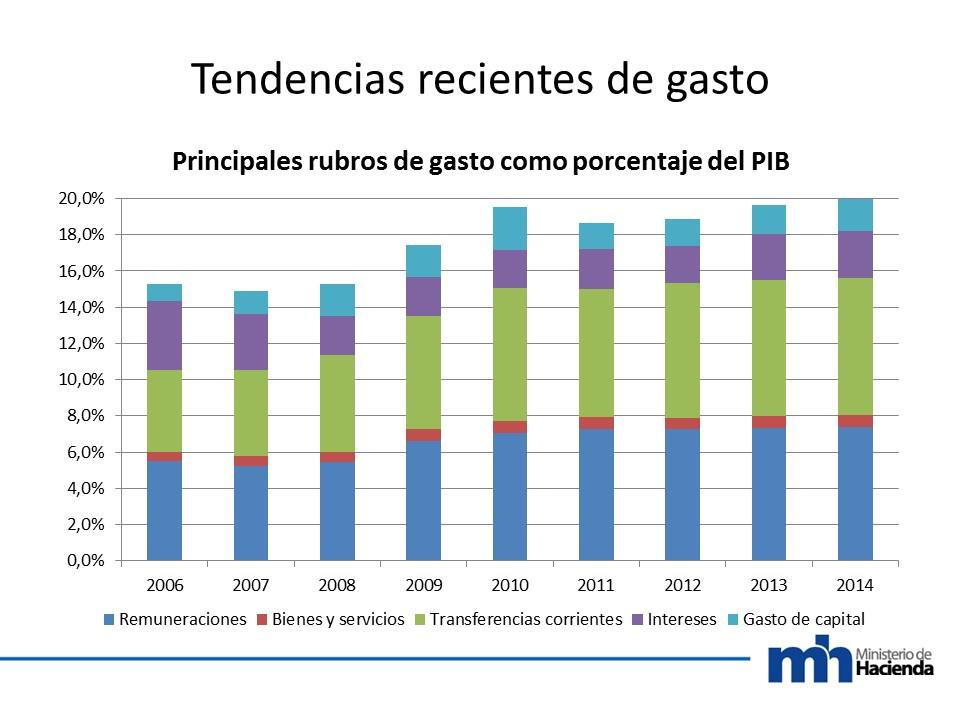 Tendencias recientes de gasto
Principales rubros de gasto como porcentaje del PIB
20,0%
18,0%
16,0%
14,0%
12,0%
10,0%
8,0%
6,0%
4,0%
2,0%
0,0%
2006 2007 2008 2009 2010 2011 2012 2013 2014
Remuneraciones Bienes y servicios Transferencias corrientes Intereses Gasto de capital
mh Ministerio de
Hacienda